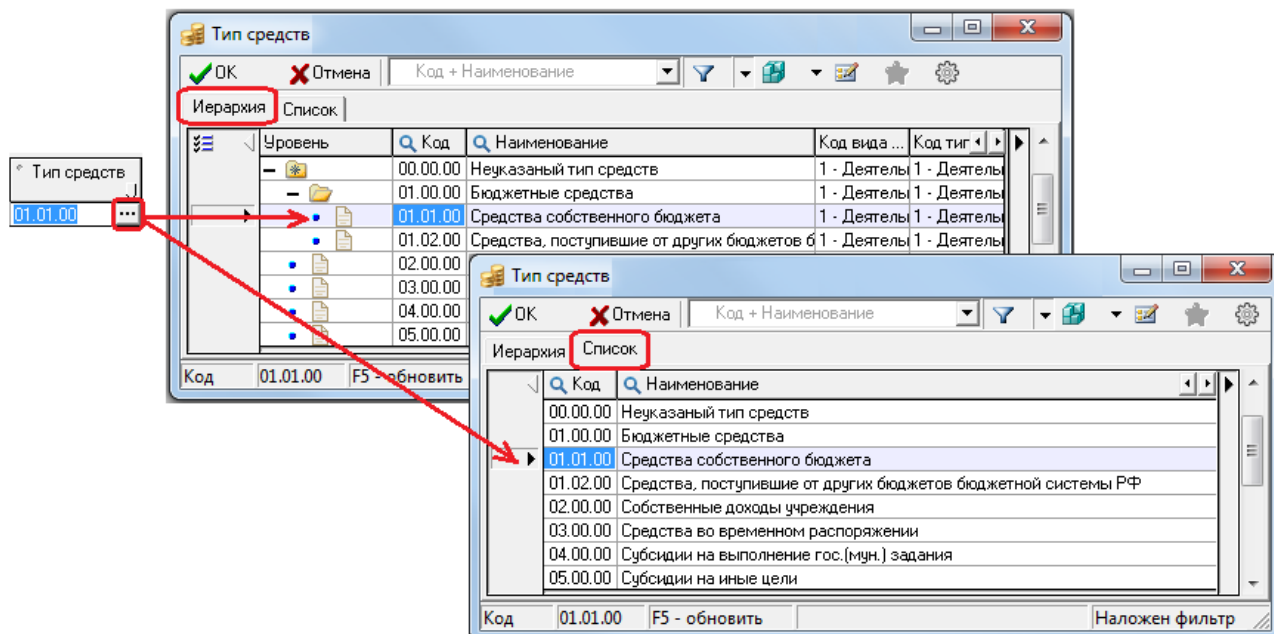 Тип средств
01.01.00 ...
Тип средств
OK Отмена Код + Наименование
Иерархия Список
Уровень Код Наименование Код вида ... Код тип
00.00.00 Неуказаный тип средств 1 - Деятель 1 - Деятель
01.00.00 Бюджетные средства 1 - Деятель 1 - Деятель
01.01.00 Средства собственного бюджета 1 - Деятель 1 - Деятель
01.02.00 Средства, поступившие от других бюджетов б 1 - Деятель 1 - Деятель
02.00.00
03.00.00
04.00.00
05.00.00
Код 01.01.00 F5 - обновить
Тип средств
OK Отмена Код + Наименование
Иерархия Список
Код Наименование
00.00.00 Неуказаный тип средств
01.00.00 Бюджетные средства
01.01.00 Средства собственного бюджета
01.02.00 Средства, поступившие от других бюджетов бюджетной системы РФ
02.00.00 Собственные доходы учреждения
03.00.00 Средства во временном распоряжении
04.00.00 Субсидии на выполнение гос.(мун.) задания
05.00.00 Субсидии на иные цели
Код 01.01.00 F5 - обновить Наложен фильтр